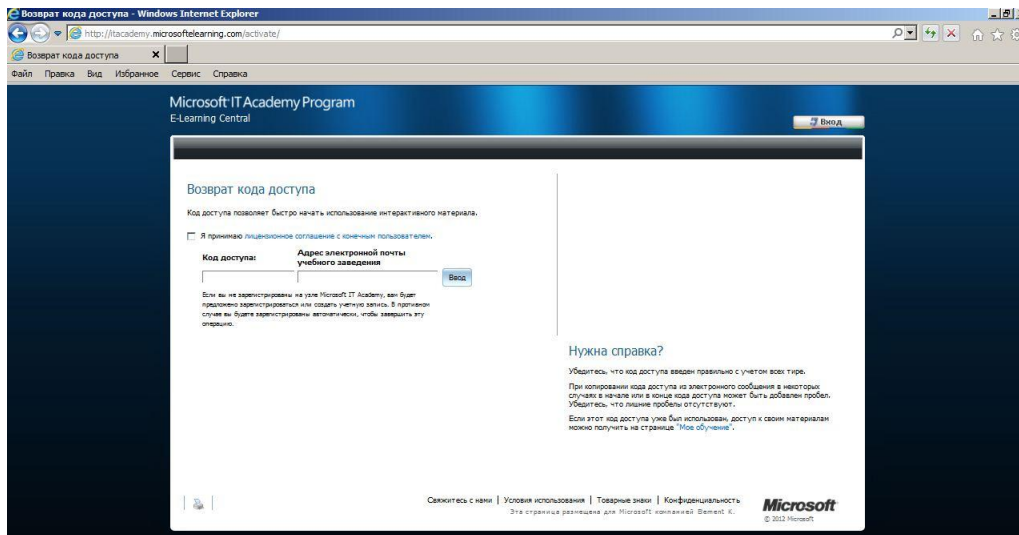 Возврат кода доступа - Windows Internet Explorer
http://itacademy.microsoftelearning.com/activate/
Возврат кода доступа
Файл Правка Вид Избранное Сервис Справка
Microsoft IT Academy Program
E-Learning Central
Вход
Возврат кода доступа
Код доступа позволяет быстро начать использование интерактивного материала.
Я принимаю лицензионное соглашение с конечным пользователем.
Код доступа:
Адрес электронной почты
учебного заведения
Ввод
Если вы не зарегистрированы на узле Microsoft IT Academy, вам будет
предложено зарегистрироваться или создать учетную запись. В противном
случае вы будете зарегистрированы автоматически, чтобы завершить эту
операцию.
Нужна справка?
Убедитесь, что код доступа введен правильно с учетом всех тире.
При копировании кода доступа из электронного сообщения в некоторых
случаях в начале или в конце кода доступа может быть добавлен пробел.
Убедитесь, что лишние пробелы отсутствуют.
Если этот код доступа уже был использован, доступ к своим материалам
можно получить на странице "Мое обучение".
Свяжитесь с нами | Условия использования | Товарные знаки | Конфиденциальность
Эта страница размещена для Microsoft компанией Element K.
Microsoft
© 2012 Microsoft